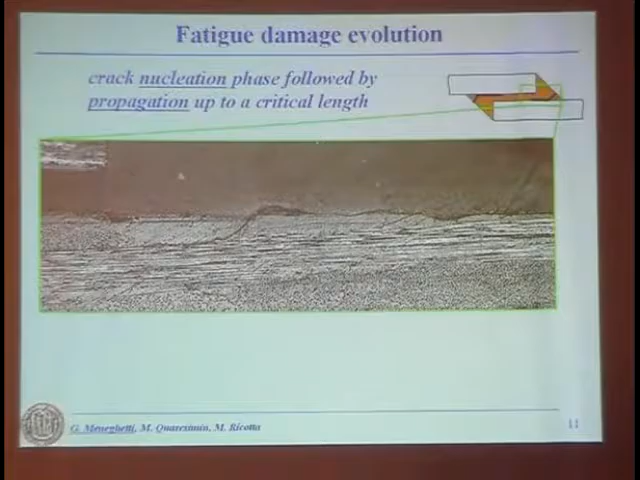 Fatigue damage evolution
crack nucleation phase followed by
propagation up to a critical length
G. Meneghetti, M. Quaresimin, M. Ricotta
11